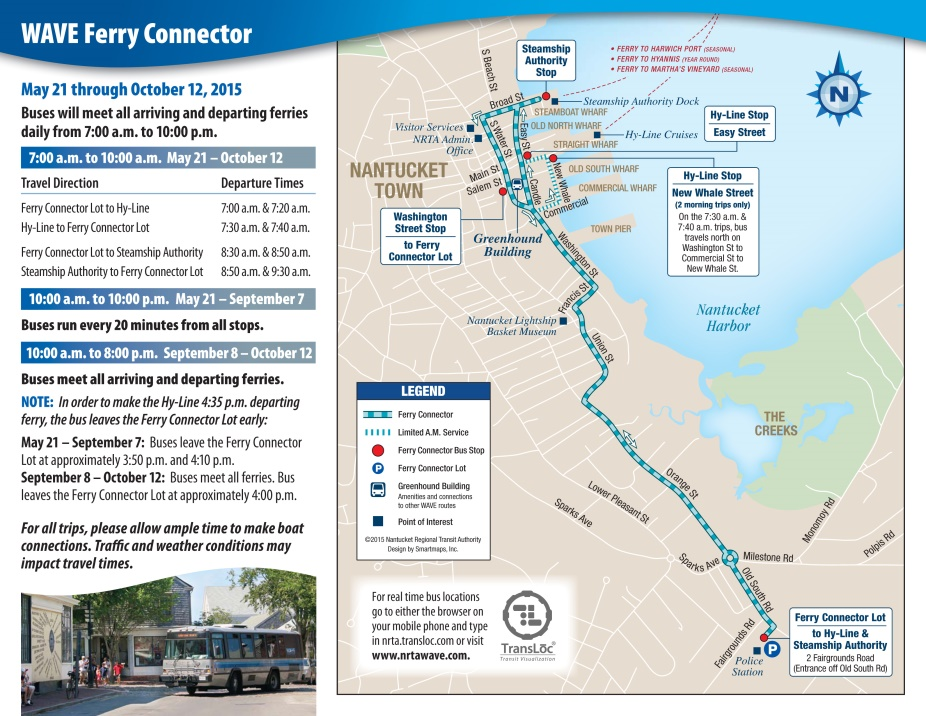 WAVE Ferry Connector
May 21 through October 12, 2015
Buses will meet all arriving and departing ferries
daily from 7:00 a.m. to 10:00 p.m.
7:00 a.m. to 10:00 a.m. May 21 – October 12
Travel Direction Departure Times
Ferry Connector Lot to Hy-Line 7:00 a.m. & 7:20 a.m.
Hy-Line to Ferry Connector Lot 7:30 a.m. & 7:40 a.m.
Ferry Connector Lot to Steamship Authority 8:30 a.m. & 8:50 a.m.
Steamship Authority to Ferry Connector Lot 8:50 a.m. & 9:30 a.m.
10:00 a.m. to 10:00 p.m. May 21 – September 7
Buses run every 20 minutes from all stops.
10:00 a.m. to 8:00 p.m. September 8 – October 12
Buses meet all arriving and departing ferries.
NOTE: In order to make the Hy-Line 4:35 p.m. departing
ferry, the bus leaves the Ferry Connector Lot early:
May 21 – September 7: Buses leave the Ferry Connector
Lot at approximately 3:50 p.m. and 4:10 p.m.
September 8 – October 12: Buses meet all ferries. Bus
leaves the Ferry Connector Lot at approximately 4:00 p.m.
For all trips, please allow ample time to make boat
connections. Traffic and weather conditions may
impact travel times.
S Beach St
Steamship
Authority
Stop
• FERRY TO HARWICH PORT (SEASONAL)
• FERRY TO HYANNIS (YEAR ROUND)
• FERRY TO MARTHA'S VINEYARD (SEASONAL)
N
Broad St
Steamship Authority Dock
STEAMBOAT WHARF
Visitor Services
NRTA Admin.
Office
S Water St
Easy St
OLD NORTH WHARF
Hy-Line Cruises
STRAIGHT WHARF
Hy-Line Stop
Easy Street
NANTUCKET
TOWN
Main St
Salem St
Candle
New Whale
Commercial
OLD SOUTH WHARF
COMMERCIAL WHARF
Hy-Line Stop
New Whale Street
(2 morning trips only)
On the 7:30 a.m. &
7:40 a.m. trips, bus
travels north on
Washington St to
Commercial St to
New Whale St.
Washington
Street Stop
to Ferry
Connector Lot
Greenhound
Building
TOWN PIER
Washington St
Francis St
Nantucket
Harbor
Nantucket Lightship
Basket Museum
Union St
THE
CREEKS
LEGEND
Ferry Connector
Limited A.M. Service
Ferry Connector Bus Stop
P Ferry Connector Lot
Greenhound Building
Amenities and connections
to other WAVE routes
Point of Interest
©2015 Nantucket Regional Transit Authority
Design by Smartmaps, Inc.
Orange St
Lower Pleasant St
Sparks Ave
Monomoy Rd
Polpis Rd
Sparks Ave
Milestone Rd
Old South Rd
Fairgrounds Rd
For real time bus locations
go to either the browser on
your mobile phone and type
in nrta.transloc.com or visit
www.nrtawave.com.
TransLoc
Transit Visualization
Police
Station
P
Ferry Connector Lot
to Hy-Line &
Steamship Authority
2 Fairgrounds Road
(Entrance off Old South Rd)